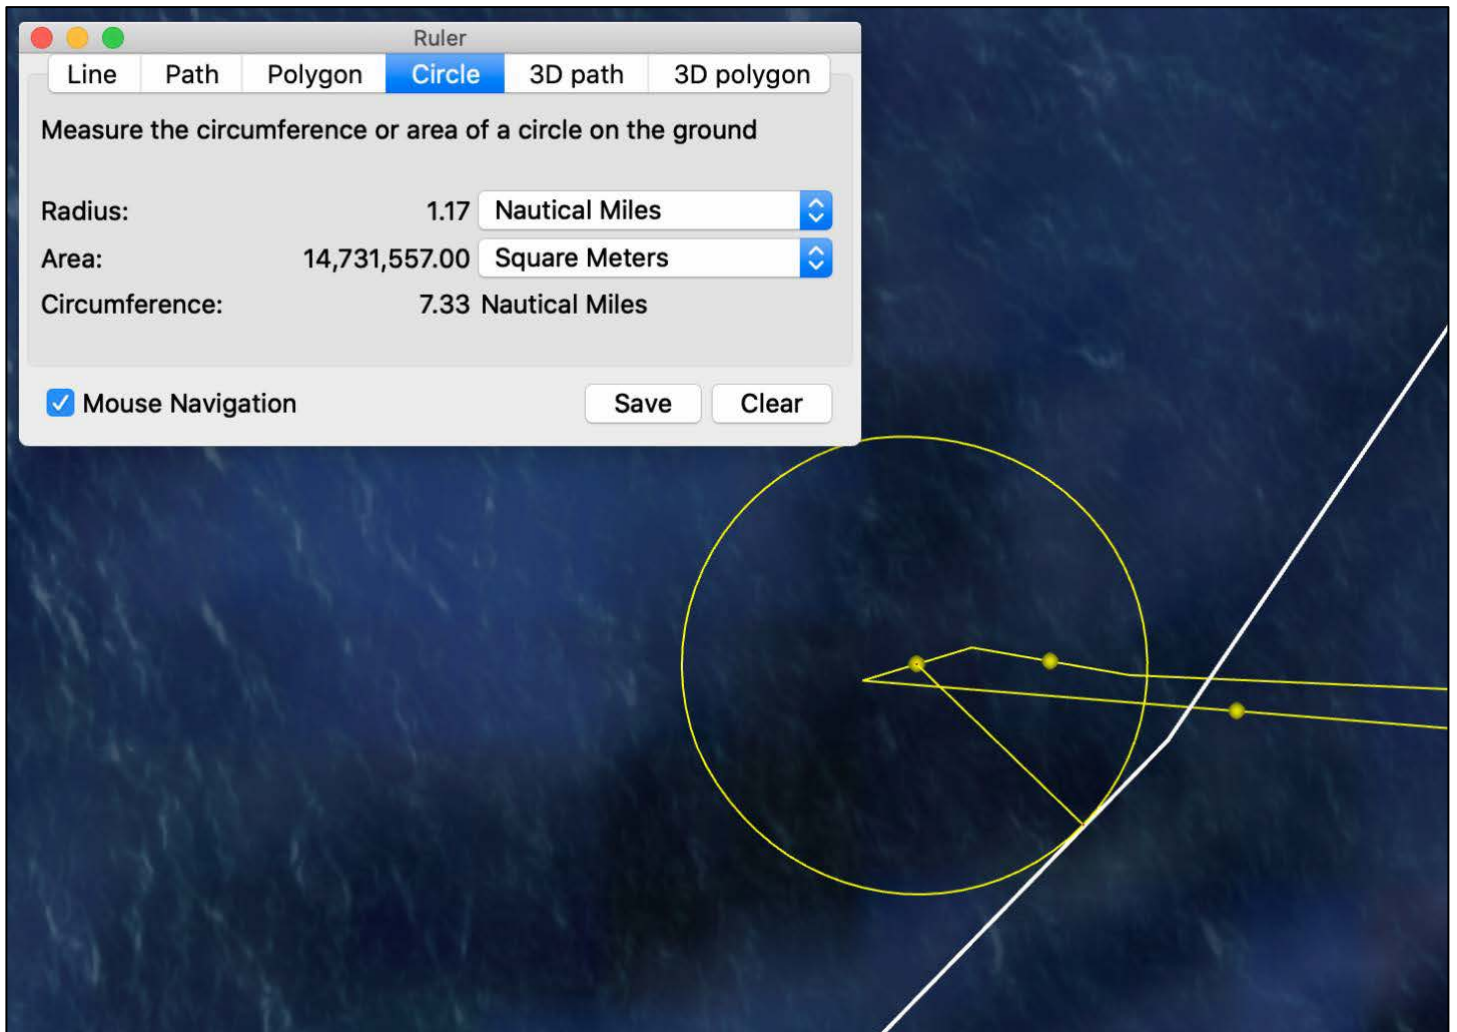 Ruler
Line Path Polygon Circle 3D path 3D polygon
Measure the circumference or area of a circle on the ground
Radius: 1.17 Nautical Miles
Area: 14,731,557.00 Square Meters
Circumference: 7.33 Nautical Miles
Mouse Navigation Save Clear